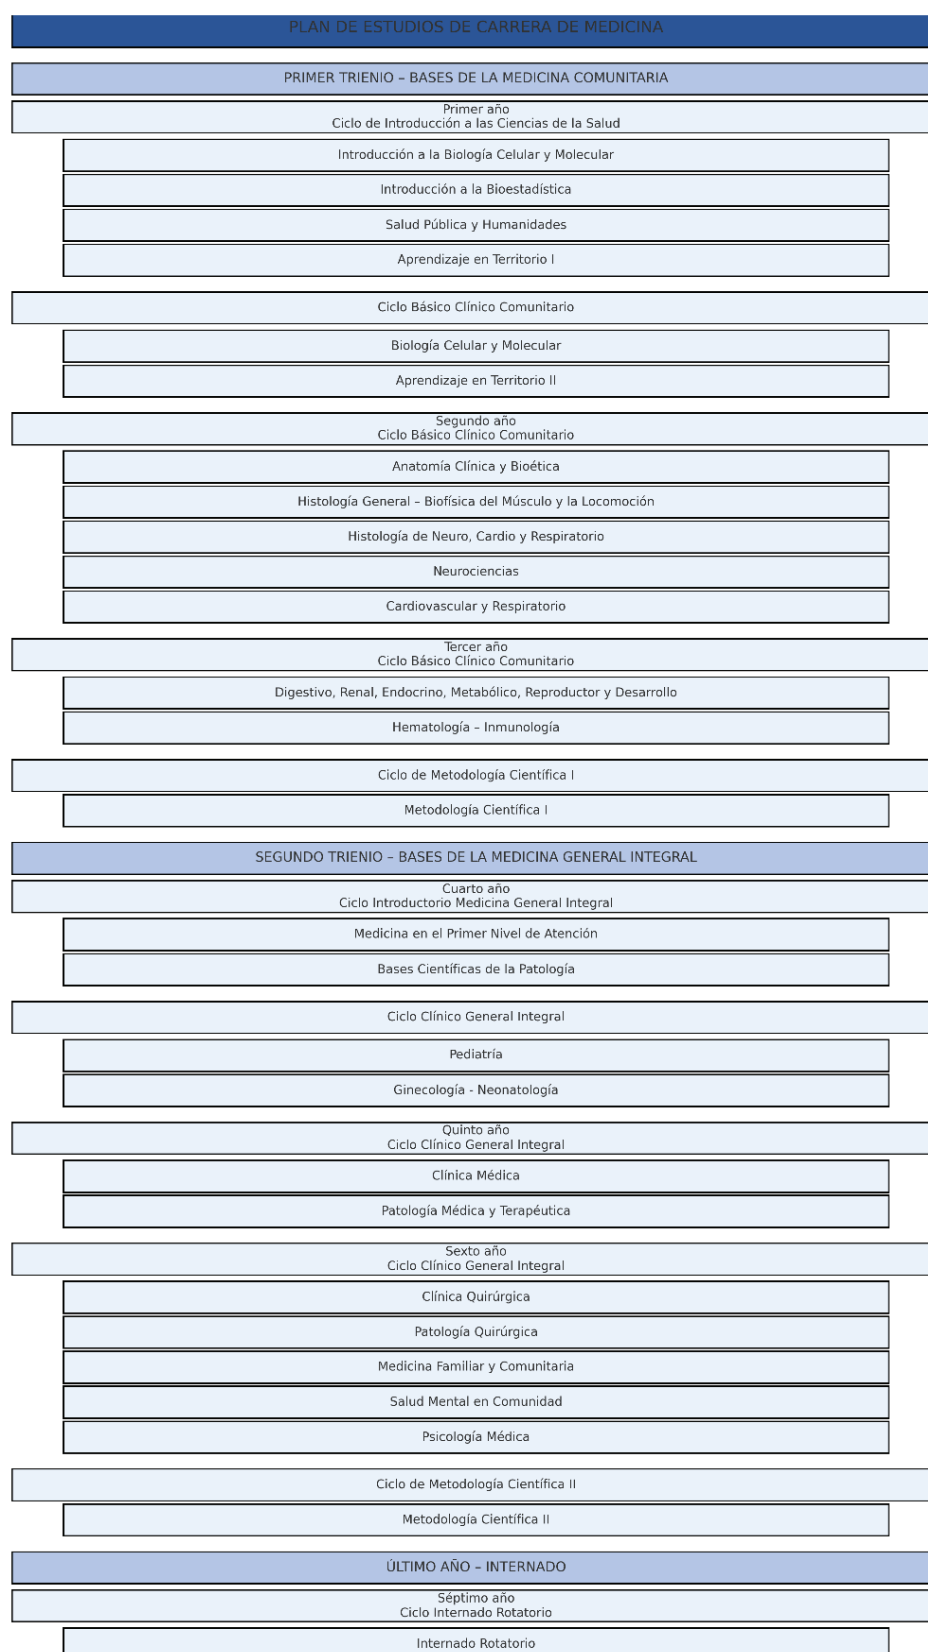 PLAN DE ESTUDIOS DE CARRERA DE MEDICINA
PRIMER TRIENIO – BASES DE LA MEDICINA COMUNITARIA
Primer año
Ciclo de Introducción a las Ciencias de la Salud
Introducción a la Biología Celular y Molecular
Introducción a la Bioestadística
Salud Pública y Humanidades
Aprendizaje en Territorio I
Ciclo Básico Clínico Comunitario
Biología Celular y Molecular
Aprendizaje en Territorio II
Segundo año
Ciclo Básico Clínico Comunitario
Anatomía Clínica y Bioética
Histología General – Biofísica del Músculo y la Locomoción
Histología de Neuro, Cardio y Respiratorio
Neurociencias
Cardiovascular y Respiratorio
Tercer año
Ciclo Básico Clínico Comunitario
Digestivo, Renal, Endocrino, Metabólico, Reproductor y Desarrollo
Hematología – Inmunología
Ciclo de Metodología Científica I
Metodología Científica I
SEGUNDO TRIENIO – BASES DE LA MEDICINA GENERAL INTEGRAL
Cuarto año
Ciclo Introductorio Medicina General Integral
Medicina en el Primer Nivel de Atención
Bases Científicas de la Patología
Ciclo Clínico General Integral
Pediatría
Ginecología - Neonatología
Quinto año
Ciclo Clínico General Integral
Clínica Médica
Patología Médica y Terapéutica
Sexto año
Ciclo Clínico General Integral
Clínica Quirúrgica
Patología Quirúrgica
Medicina Familiar y Comunitaria
Salud Mental en Comunidad
Psicología Médica
Ciclo de Metodología Científica II
Metodología Científica II
ÚLTIMO AÑO – INTERNADO
Séptimo año
Ciclo Internado Rotatorio
Internado Rotatorio